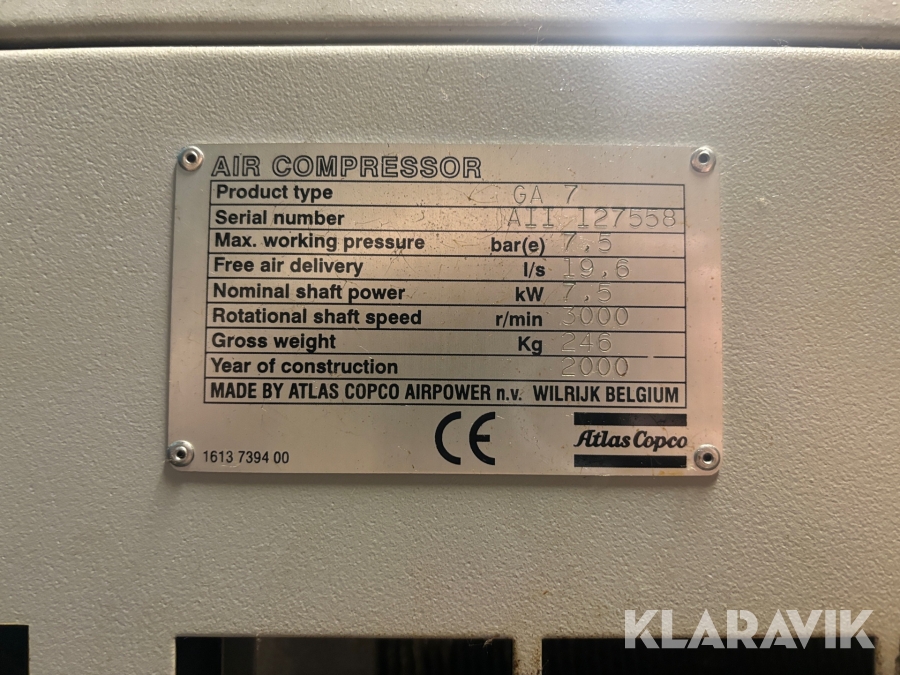 AIR COMPRESSOR
Product type GA 7
Serial number AII 127558
Max. working pressure bar(e) 7,5
Free air delivery l/s 19,6
Nominal shaft power kW 7,5
Rotational shaft speed r/min 3000
Gross weight Kg 246
Year of construction 2000
MADE BY ATLAS COPCO AIRPOWER n.v. WILRIJK BELGIUM
1613 7394 00
CE
Atlas Copco
KLARAVIK